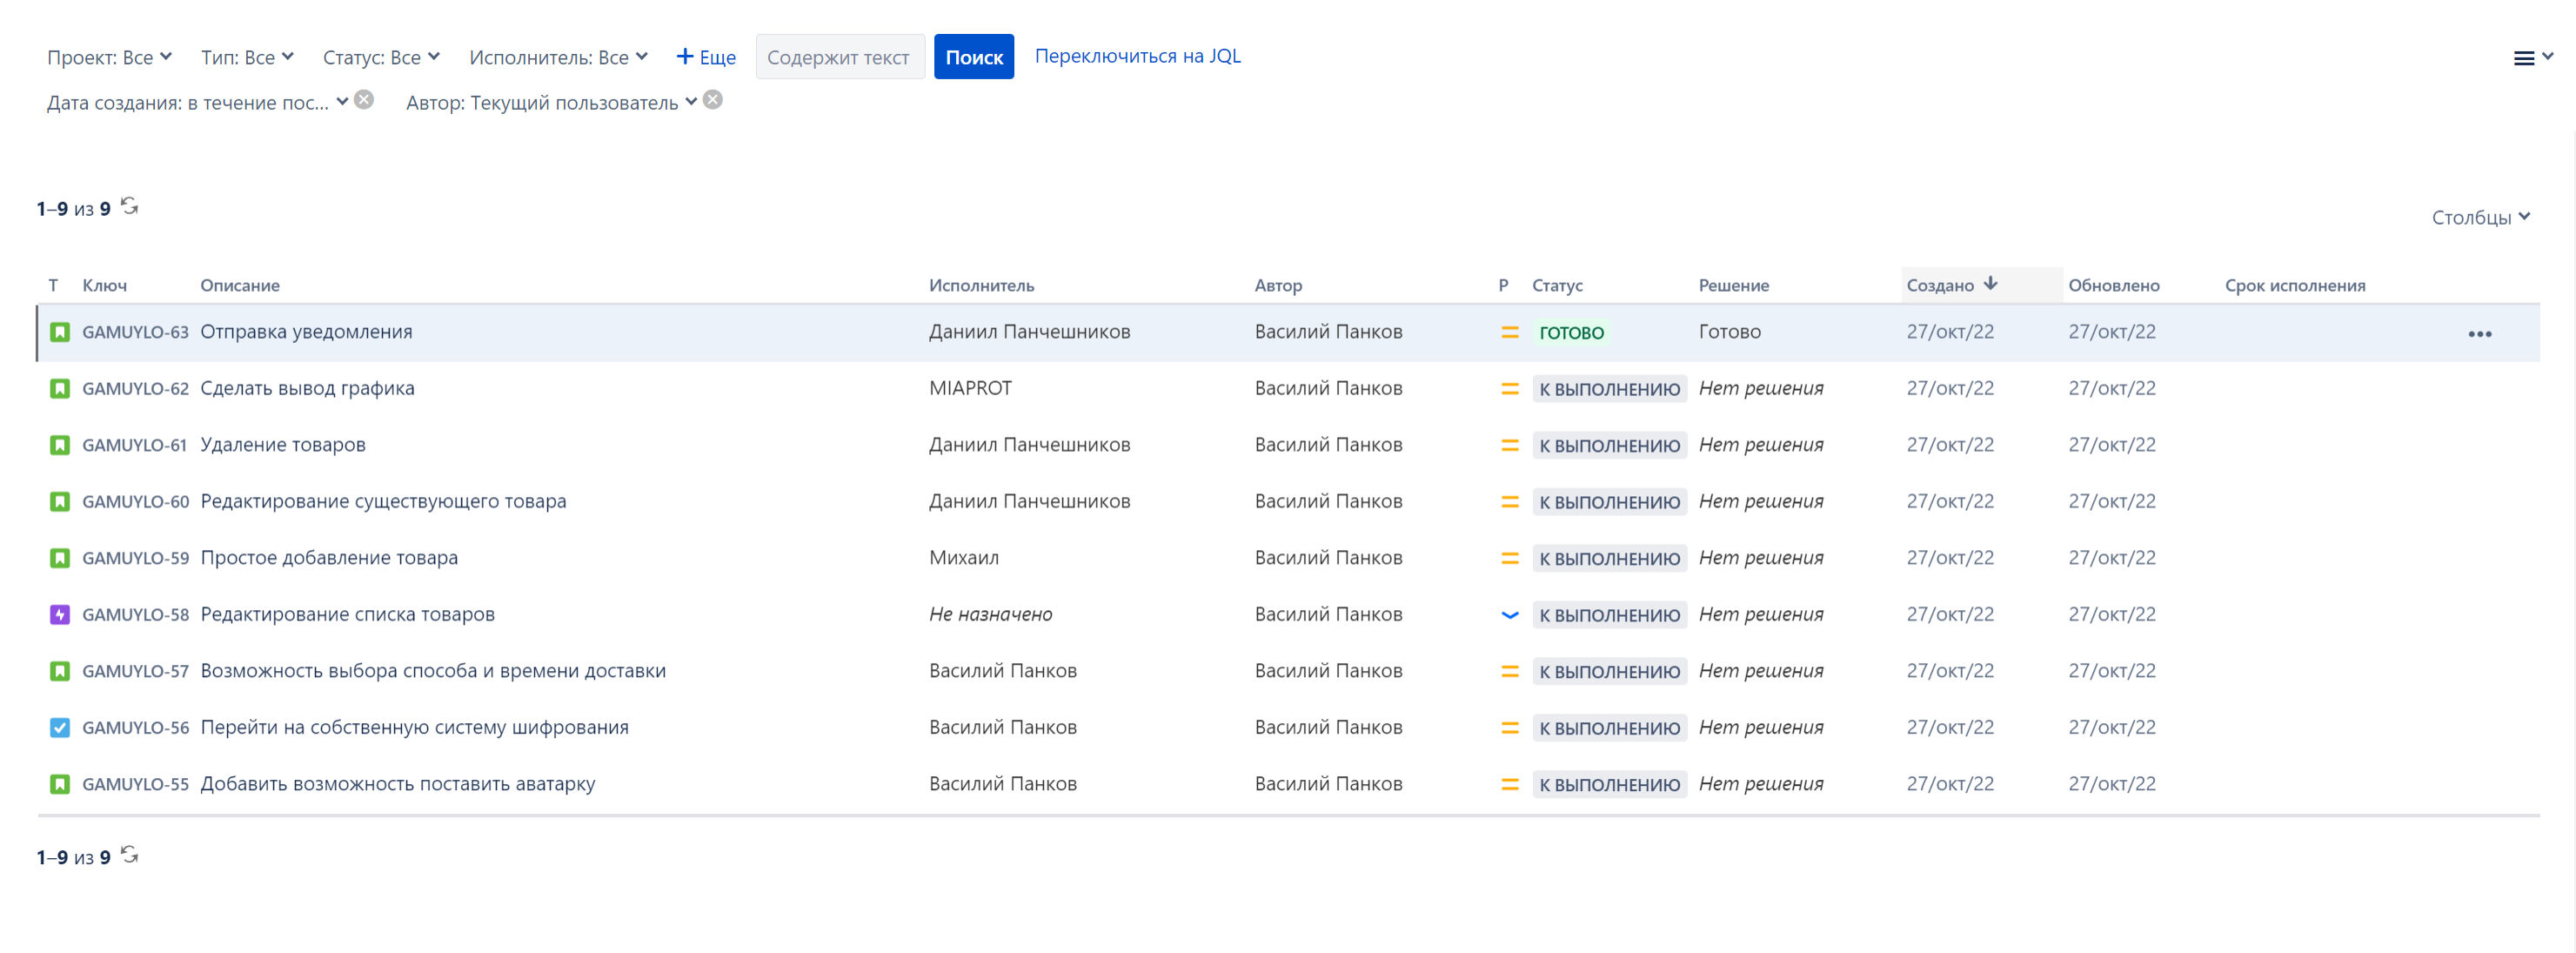 Проект: Все Тип: Все Статус: Все Исполнитель: Все + Еще Содержит текст Поиск Переключиться на JQL
Дата создания: в течение пос... Автор: Текущий пользователь
1–9 из 9
Столбцы
Т Ключ Описание Исполнитель Автор P Статус Решение Создано Обновлено Срок исполнения
GAMUYLO-63 Отправка уведомления Даниил Панчешников Василий Панков ГОТОВО Готово 27/окт/22 27/окт/22
GAMUYLO-62 Сделать вывод графика MIAPROT Василий Панков К ВЫПОЛНЕНИЮ Нет решения 27/окт/22 27/окт/22
GAMUYLO-61 Удаление товаров Даниил Панчешников Василий Панков К ВЫПОЛНЕНИЮ Нет решения 27/окт/22 27/окт/22
GAMUYLO-60 Редактирование существующего товара Даниил Панчешников Василий Панков К ВЫПОЛНЕНИЮ Нет решения 27/окт/22 27/окт/22
GAMUYLO-59 Простое добавление товара Михаил Василий Панков К ВЫПОЛНЕНИЮ Нет решения 27/окт/22 27/окт/22
GAMUYLO-58 Редактирование списка товаров Не назначено Василий Панков К ВЫПОЛНЕНИЮ Нет решения 27/окт/22 27/окт/22
GAMUYLO-57 Возможность выбора способа и времени доставки Василий Панков Василий Панков К ВЫПОЛНЕНИЮ Нет решения 27/окт/22 27/окт/22
GAMUYLO-56 Перейти на собственную систему шифрования Василий Панков Василий Панков К ВЫПОЛНЕНИЮ Нет решения 27/окт/22 27/окт/22
GAMUYLO-55 Добавить возможность поставить аватарку Василий Панков Василий Панков К ВЫПОЛНЕНИЮ Нет решения 27/окт/22 27/окт/22
1–9 из 9